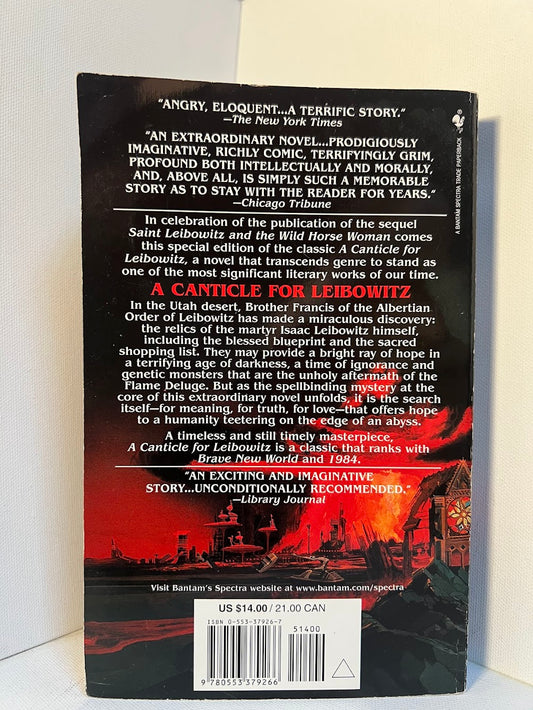 "ANGRY, ELOQUENT...A TERRIFIC STORY."
—The New York Times
"AN EXTRAORDINARY NOVEL...PRODIGIOUSLY
IMAGINATIVE, RICHLY COMIC, TERRIFYINGLY GRIM,
PROFOUND BOTH INTELLECTUALLY AND MORALLY,
AND, ABOVE ALL, IS SIMPLY SUCH A MEMORABLE
STORY AS TO STAY WITH THE READER FOR YEARS."
—Chicago Tribune
A BANTAM SPECTRA TRADE PAPERBACK
In celebration of the publication of the sequel
Saint Leibowitz and the Wild Horse Woman comes
this special edition of the classic A Canticle for
Leibowitz, a novel that transcends genre to stand as
one of the most significant literary works of our time.
A CANTICLE FOR LEIBOWITZ
In the Utah desert, Brother Francis of the Albertian
Order of Leibowitz has made a miraculous discovery:
the relics of the martyr Isaac Leibowitz himself,
including the blessed blueprint and the sacred
shopping list. They may provide a bright ray of hope in
a terrifying age of darkness, a time of ignorance and
genetic monsters that are the unholy aftermath of the
Flame Deluge. But as the spellbinding mystery at the
core of this extraordinary novel unfolds, it is the search
itself—for meaning, for truth, for love—that offers hope
to a humanity teetering on the edge of an abyss.
A timeless and still timely masterpiece,
A Canticle for Leibowitz is a classic that ranks with
Brave New World and 1984.
"AN EXCITING AND IMAGINATIVE
STORY...UNCONDITIONALLY RECOMMENDED."
—Library Journal
Visit Bantam's Spectra website at www.bantam.com/spectra
US $14.00 / 21.00 CAN
ISBN 0-553-37926-7
51400
9 780553 379266